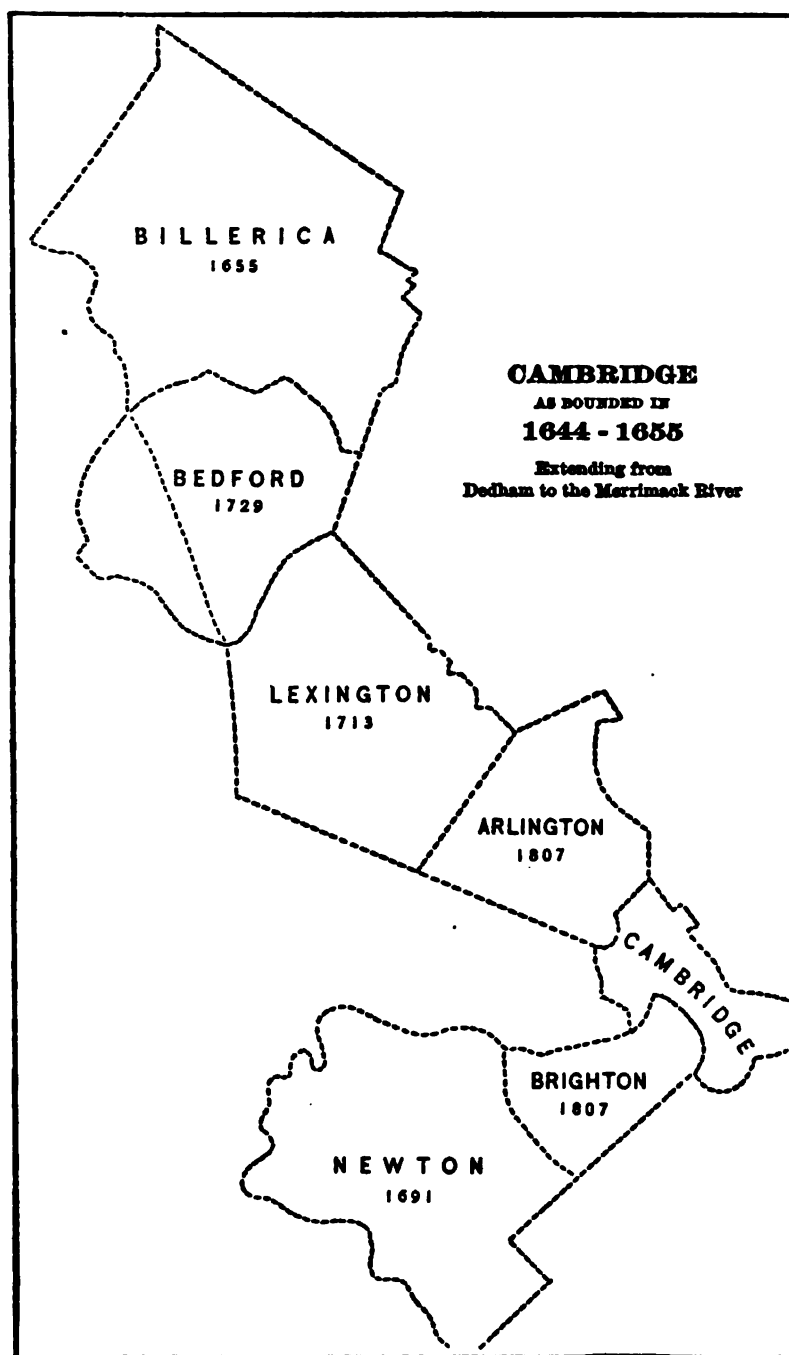 BILLERICA
1655
CAMBRIDGE
AS BOUNDED IN
1644 - 1655
Extending from
Dedham to the Merrimack River
BEDFORD
1729
LEXINGTON
1713
ARLINGTON
1807
CAMBRIDGE
BRIGHTON
1807
NEWTON
1691